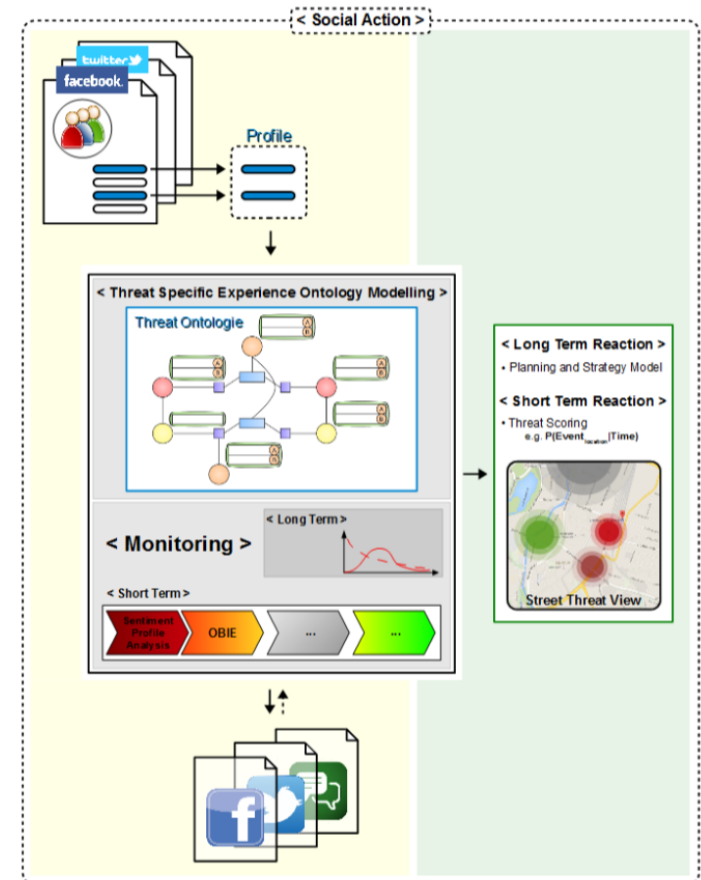 < Social Action >
twitter
facebook.
Profile
< Threat Specific Experience Ontology Modelling >
Threat Ontologie
A
B
A
B
A
B
A
B
A
B
< Long Term Reaction >
• Planning and Strategy Model
< Short Term Reaction >
• Threat Scoring
e.g. P(Event_location|Time)
Street Threat View
< Monitoring >
< Long Term >
< Short Term >
Sentiment
Profile
Analysis
OBIE
...
...
f